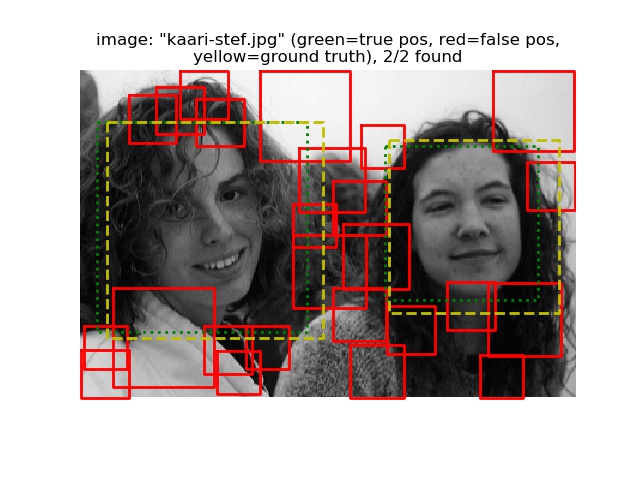 image: "kaari-stef.jpg" (green=true pos, red=false pos,
yellow=ground truth), 2/2 found